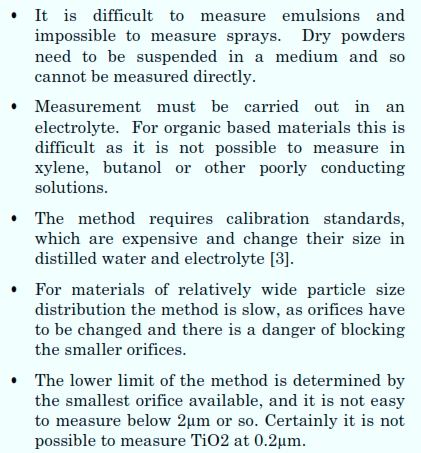 • It is difficult to measure emulsions and
impossible to measure sprays. Dry powders
need to be suspended in a medium and so
cannot be measured directly.
• Measurement must be carried out in an
electrolyte. For organic based materials this is
difficult as it is not possible to measure in
xylene, butanol or other poorly conducting
solutions.
• The method requires calibration standards,
which are expensive and change their size in
distilled water and electrolyte [3].
• For materials of relatively wide particle size
distribution the method is slow, as orifices have
to be changed and there is a danger of blocking
the smaller orifices.
• The lower limit of the method is determined by
the smallest orifice available, and it is not easy
to measure below 2µm or so. Certainly it is not
possible to measure TiO2 at 0.2µm.